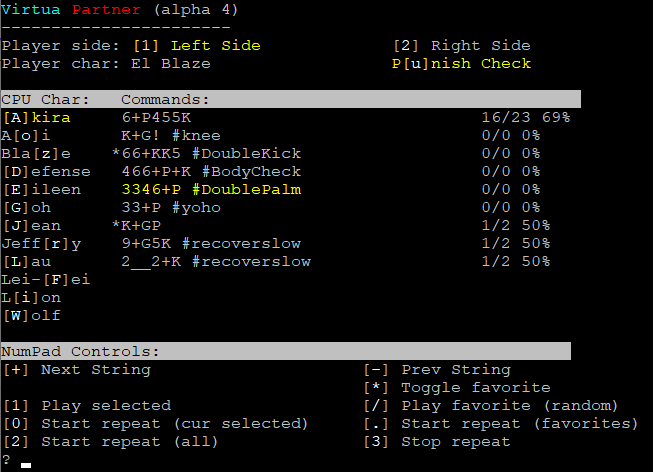 Virtua Partner (alpha 4)
-----------------------
Player side: [1] Left Side [2] Right Side
Player char: El Blaze P[u]nish Check
CPU Char: Commands:
[A]kira 6+P455K 16/23 69%
A[o]i K+G! #knee 0/0 0%
Bla[z]e *66+KK5 #DoubleKick 0/0 0%
[D]efense 466+P+K #BodyCheck 0/0 0%
[E]ileen 3346+P #DoublePalm 0/0 0%
[G]oh 33+P #yoho 0/0 0%
[J]ean *K+GP 1/2 50%
Jeff[r]y 9+G5K #recoverslow 1/2 50%
[L]au 2__2+K #recoverslow 1/2 50%
Lei-[F]ei
L[i]on
[W]olf
NumPad Controls:
[+] Next String [-] Prev String
[*] Toggle favorite
[1] Play selected [/] Play favorite (random)
[0] Start repeat (cur selected) [.] Start repeat (favorites)
[2] Start repeat (all) [3] Stop repeat
? _